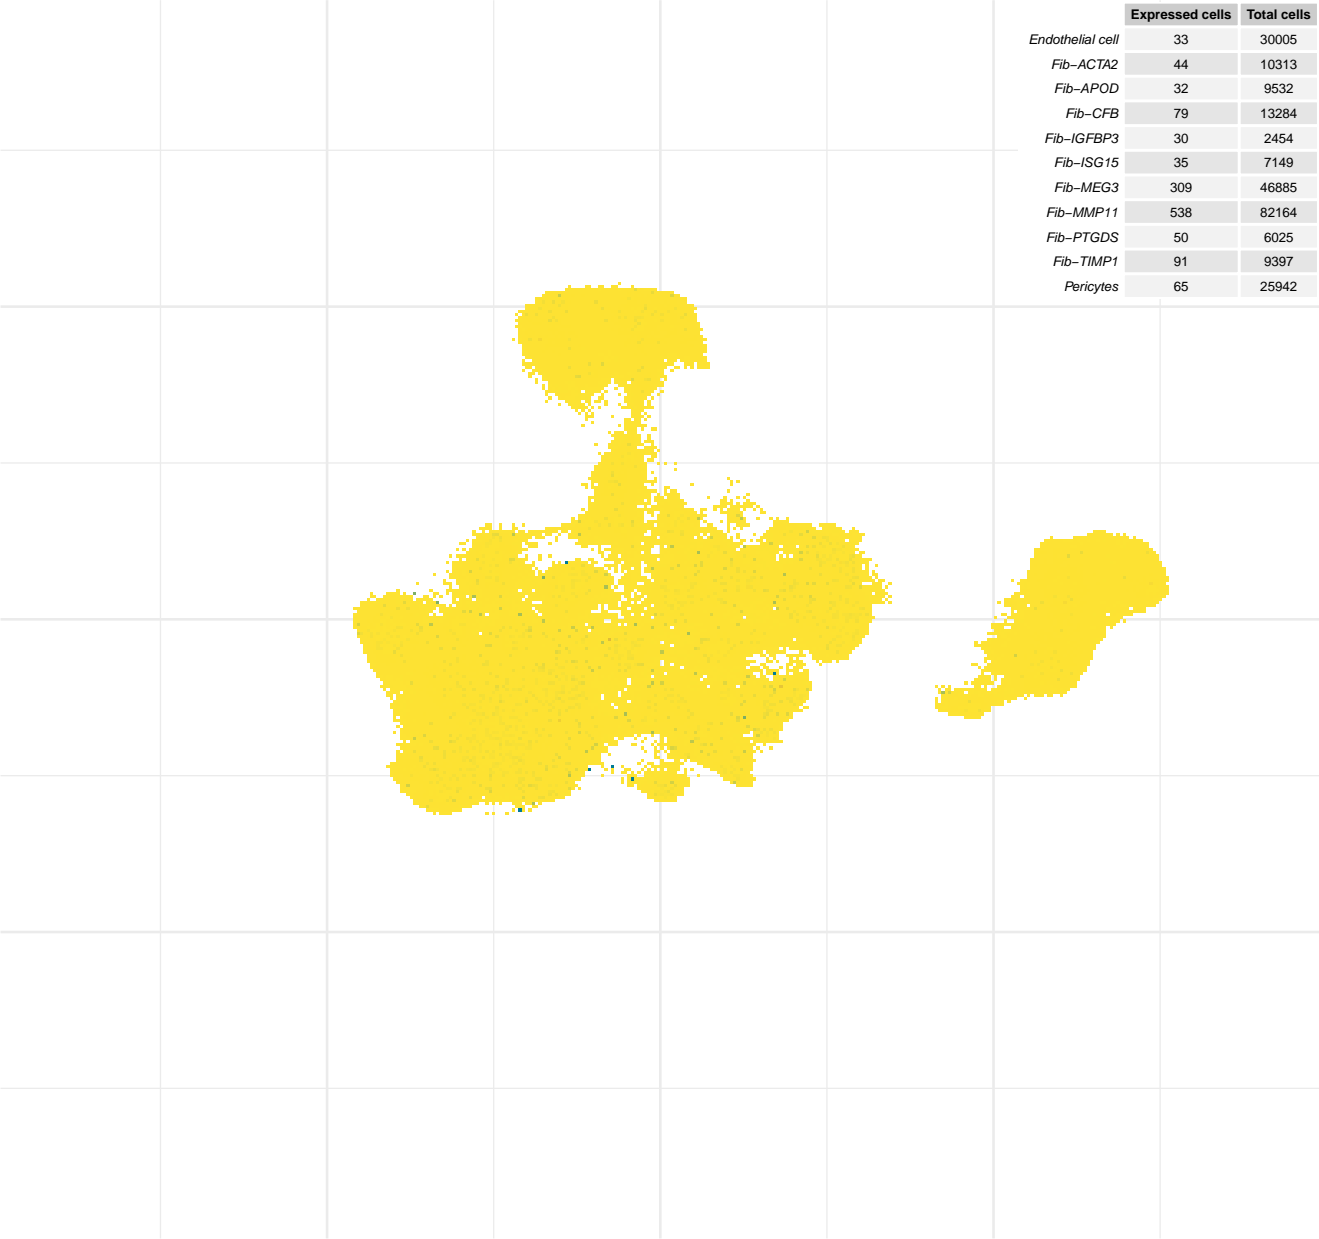 Expressed cells Total cells
Endothelial cell 33 30005
Fib−ACTA2 44 10313
Fib−APOD 32 9532
Fib−CFB 79 13284
Fib−IGFBP3 30 2454
Fib−ISG15 35 7149
Fib−MEG3 309 46885
Fib−MMP11 538 82164
Fib−PTGDS 50 6025
Fib−TIMP1 91 9397
Pericytes 65 25942